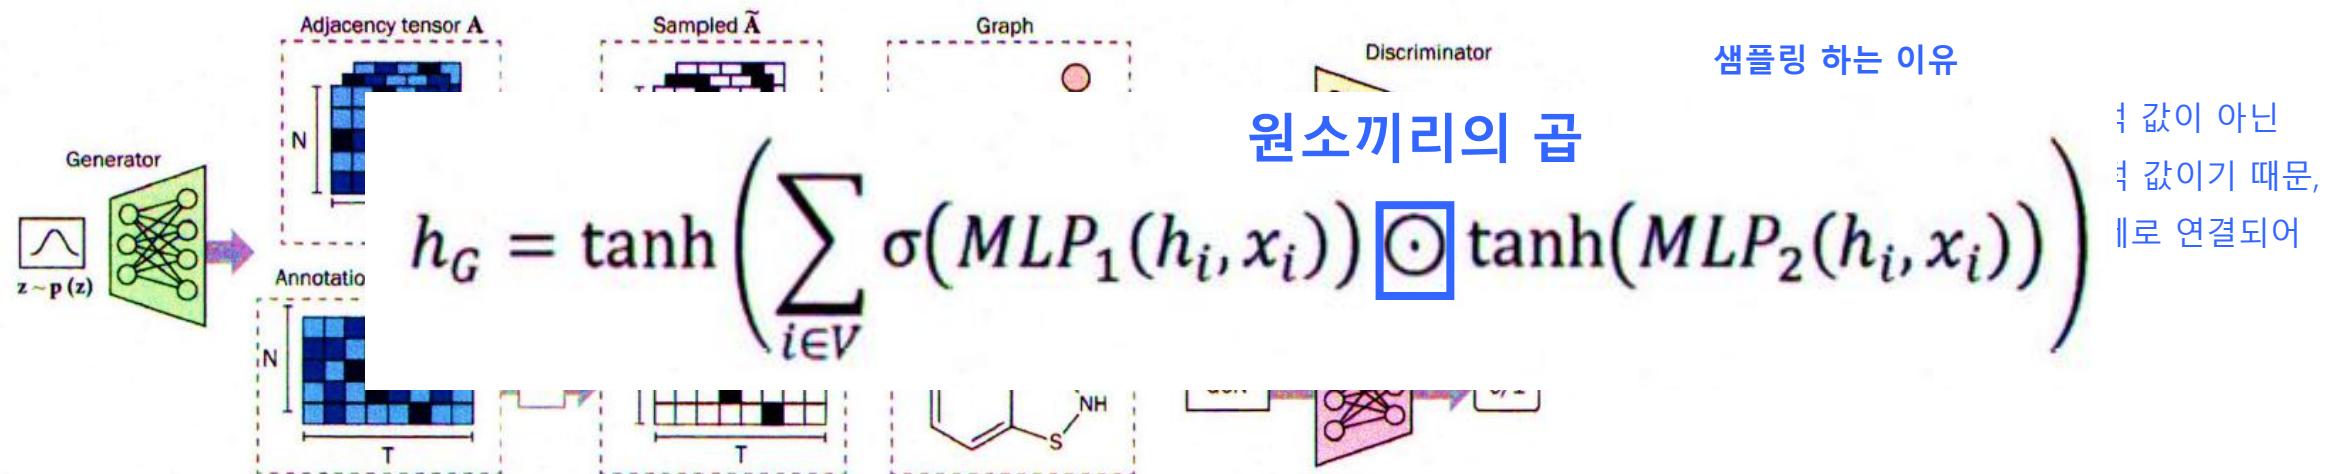 Adjacency tensor A
Sampled Ã
Graph
Discriminator
샘플링 하는 이유
N
Generator
z ~ p (z)
원소끼리의 곱
값이 아닌
값이기 때문,
연결되어
h_G = tanh(∑_{i∈V} σ(MLP_1(h_i, x_i)) ⊙ tanh(MLP_2(h_i, x_i)))
N
T
T
NH
S